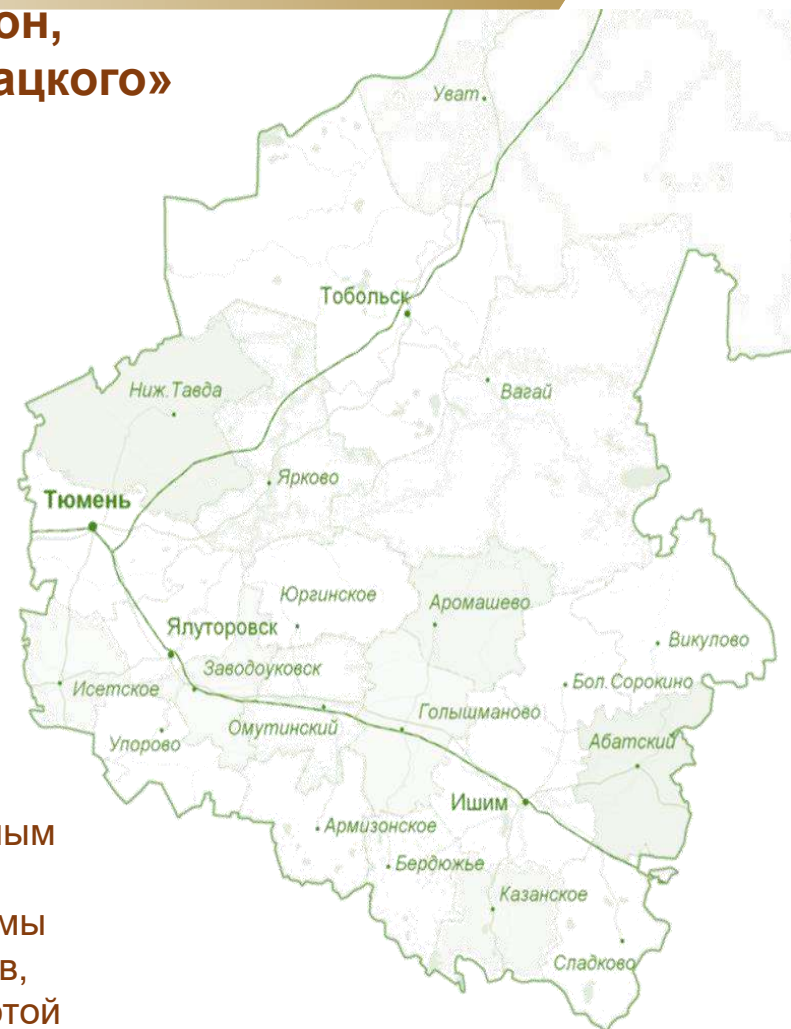 он,
ацкого»
Уват
Тобольск
Ниж.Тавда
Вагай
Ярково
Тюмень
Юргинское
Аромашево
Ялуторовск
Викулово
Заводоуковск
Исетское
Бол.Сорокино
Омутинский
Голышманово
Упорово
Абатский
Ишим
Армизонское
ым
Бердюжье
Казанское
мы
Сладково
в,
отой